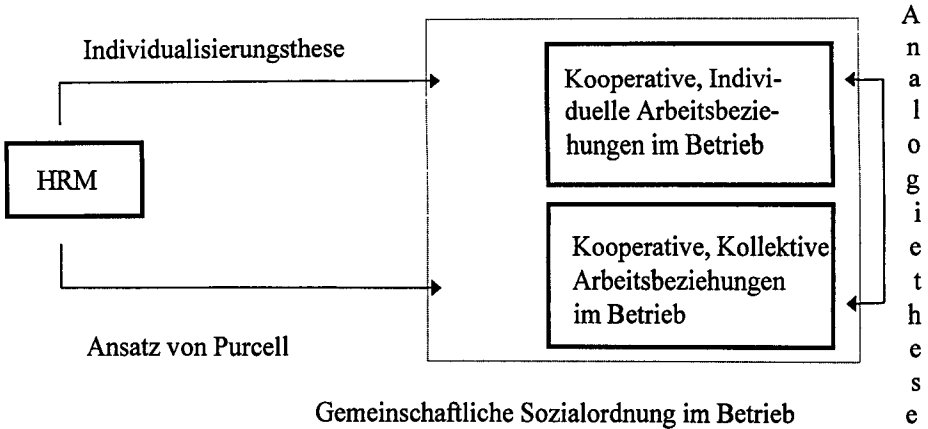 Individualisierungsthese
HRM
Ansatz von Purcell
Kooperative, Indivi-
duelle Arbeitsbezie-
hungen im Betrieb
Kooperative, Kollektive
Arbeitsbeziehungen
im Betrieb
Analogiethese
Gemeinschaftliche Sozialordnung im Betrieb